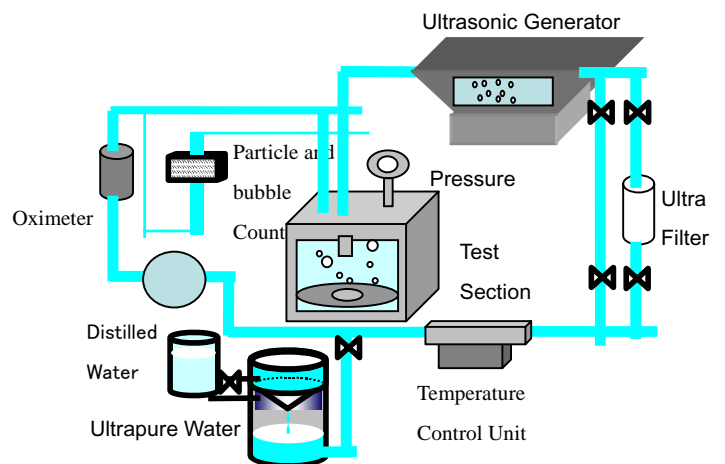 Ultrasonic Generator
Particle and
bubble
Count
Pressure
Oximeter
Ultra
Filter
Test
Section
Distilled
Water
Ultrapure Water
Temperature
Control Unit